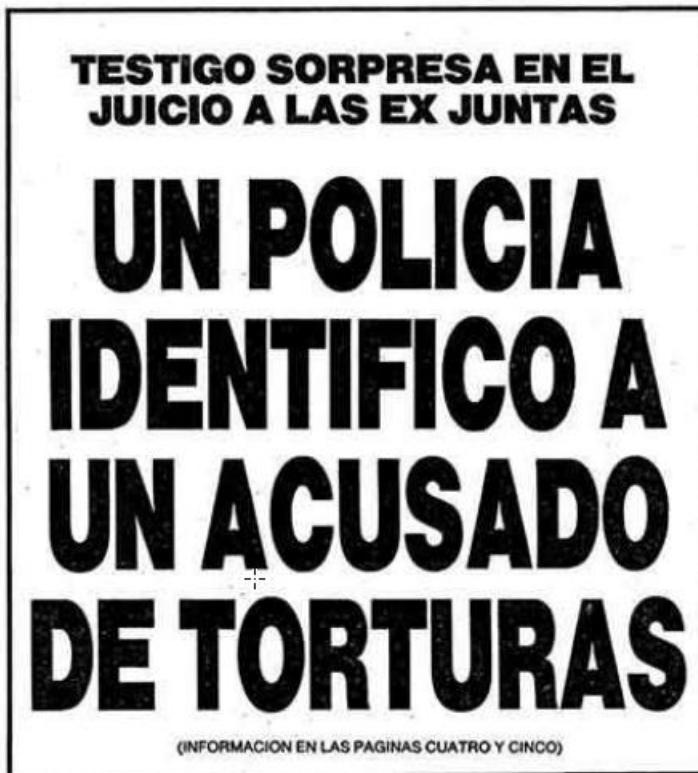 TESTIGO SORPRESA EN EL
JUICIO A LAS EX JUNTAS
UN POLICIA
IDENTIFICO A
UN ACUSADO
DE TORTURAS
(INFORMACION EN LAS PAGINAS CUATRO Y CINCO)